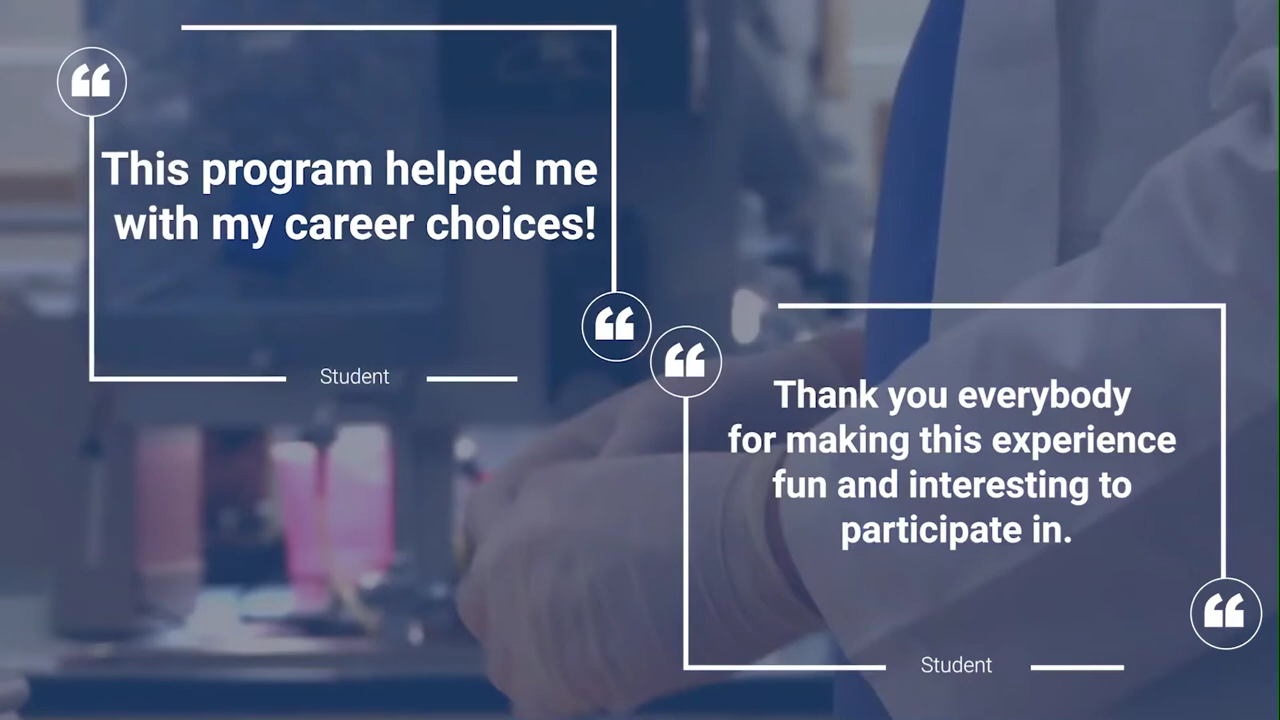 This program helped me
with my career choices!
Student
Thank you everybody
for making this experience
fun and interesting to
participate in.
Student